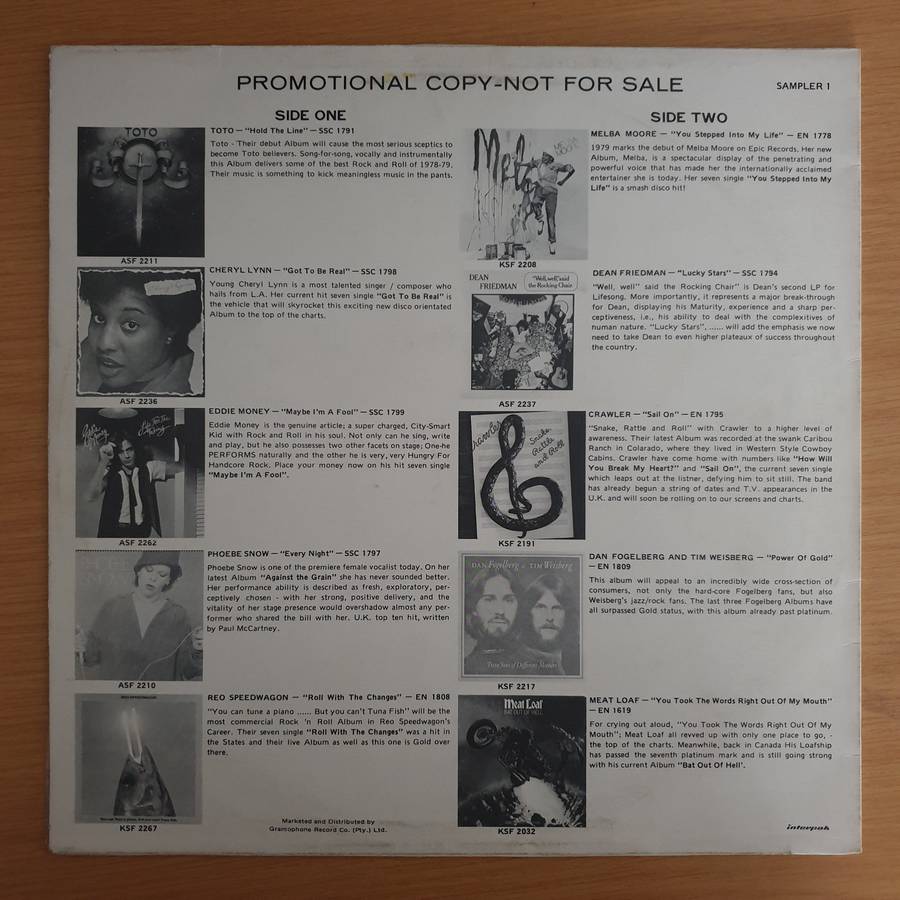 PROMOTIONAL COPY-NOT FOR SALE
SAMPLER 1
SIDE ONE
TOTO
TOTO — "Hold The Line" — SSC 1791
Toto - Their debut Album will cause the most serious sceptics to
become Toto believers. Song-for-song, vocally and instrumentally
this Album delivers some of the best Rock and Roll of 1978-79.
Their music is something to kick meaningless music in the pants.
ASF 2211
CHERYL LYNN — "Got To Be Real" — SSC 1798
Young Cheryl Lynn is a most talented singer / composer who
hails from L.A. Her current hit seven single "Got To Be Real" is
the vehicle that will skyrocket this exciting new disco orientated
Album to the top of the charts.
ASF 2236
EDDIE MONEY — "Maybe I'm A Fool" — SSC 1799
Eddie Money is the genuine article; a super charged, City-Smart
Kid with Rock and Roll in his soul. Not only can he sing, write
and play, but he also possesses two other facets on stage; One-he
PERFORMS naturally and the other he is very, very Hungry For
Handcore Rock. Place your money now on his hit seven single
"Maybe I'm A Fool".
ASF 2262
PHOEBE SNOW — "Every Night" — SSC 1797
Phoebe Snow is one of the premiere female vocalist today. On her
latest Album "Against the Grain" she has never sounded better.
Her performance ability is described as fresh, exploratory, per-
ceptively chosen - with her strong, positive delivery, and the
vitality of her stage presence would overshadow almost any per-
former who shared the bill with her. U.K. top ten hit, written
by Paul McCartney.
ASF 2210
REO SPEEDWAGON — "Roll With The Changes" — EN 1808
"You can tune a piano ...... But you can't Tuna Fish" will be the
most commercial Rock 'n Roll Album in Reo Speedwagon's
Career. Their seven single "Roll With The Changes" was a hit in
the States and their live Album as well as this one is Gold over
there.
KSF 2267
Marketed and Distributed by
Gramophone Record Co. (Pty.) Ltd.
SIDE TWO
Melba
MELBA MOORE — "You Stepped Into My Life" — EN 1778
1979 marks the debut of Melba Moore on Epic Records. Her new
Album, Melba, is a spectacular display of the penetrating and
powerful voice that has made her the internationally acclaimed
entertainer she is today. Her seven single "You Stepped Into My
Life" is a smash disco hit!
KSF 2208
DEAN FRIEDMAN
"Well, well," said the Rocking Chair
DEAN FRIEDMAN — "Lucky Stars" — SSC 1794
"Well, well" said the Rocking Chair" is Dean's second LP for
Lifesong. More importantly, it represents a major break-through
for Dean, displaying his Maturity, experience and a sharp per-
ceptiveness, i.e., his ability to deal with the complexitives of
human nature. "Lucky Stars", ...... will add the emphasis we now
need to take Dean to even higher plateaux of success throughout
the country.
ASF 2237
Crawler
Snake, Rattle and Roll
CRAWLER — "Sail On" — EN 1795
"Snake, Rattle and Roll" with Crawler to a higher level of
awareness. Their latest Album was recorded at the swank Caribou
Ranch in Colarado, where they lived in Western Style Cowboy
Cabins. Crawler have come home with numbers like "How Will
You Break My Heart?" and "Sail On", the current seven single
which leaps out at the listner, defying him to sit still. The band
has already begun a string of dates and T.V. appearances in the
U.K. and will soon be rolling on to our screens and charts.
KSF 2191
DAN Fogelberg & TIM Weisberg
Twin Sons of Different Mothers
DAN FOGELBERG AND TIM WEISBERG — "Power Of Gold"
— EN 1809
This album will appeal to an incredibly wide cross-section of
consumers, not only the hard-core Fogelberg fans, but also
Weisberg's jazz/rock fans. The last three Fogelberg Albums have
all surpassed Gold status, with this album already past platinum.
KSF 2217
Meat Loaf
BAT OUT OF HELL
MEAT LOAF — "You Took The Words Right Out Of My Mouth"
— EN 1619
For crying out aloud, "You Took The Words Right Out Of My
Mouth"; Meat Loaf all revved up with only one place to go, -
the top of the charts. Meanwhile, back in Canada His Loafship
has passed the seventh platinum mark and is still going strong
with his current Album "Bat Out Of Hell'.
KSF 2032
interpak